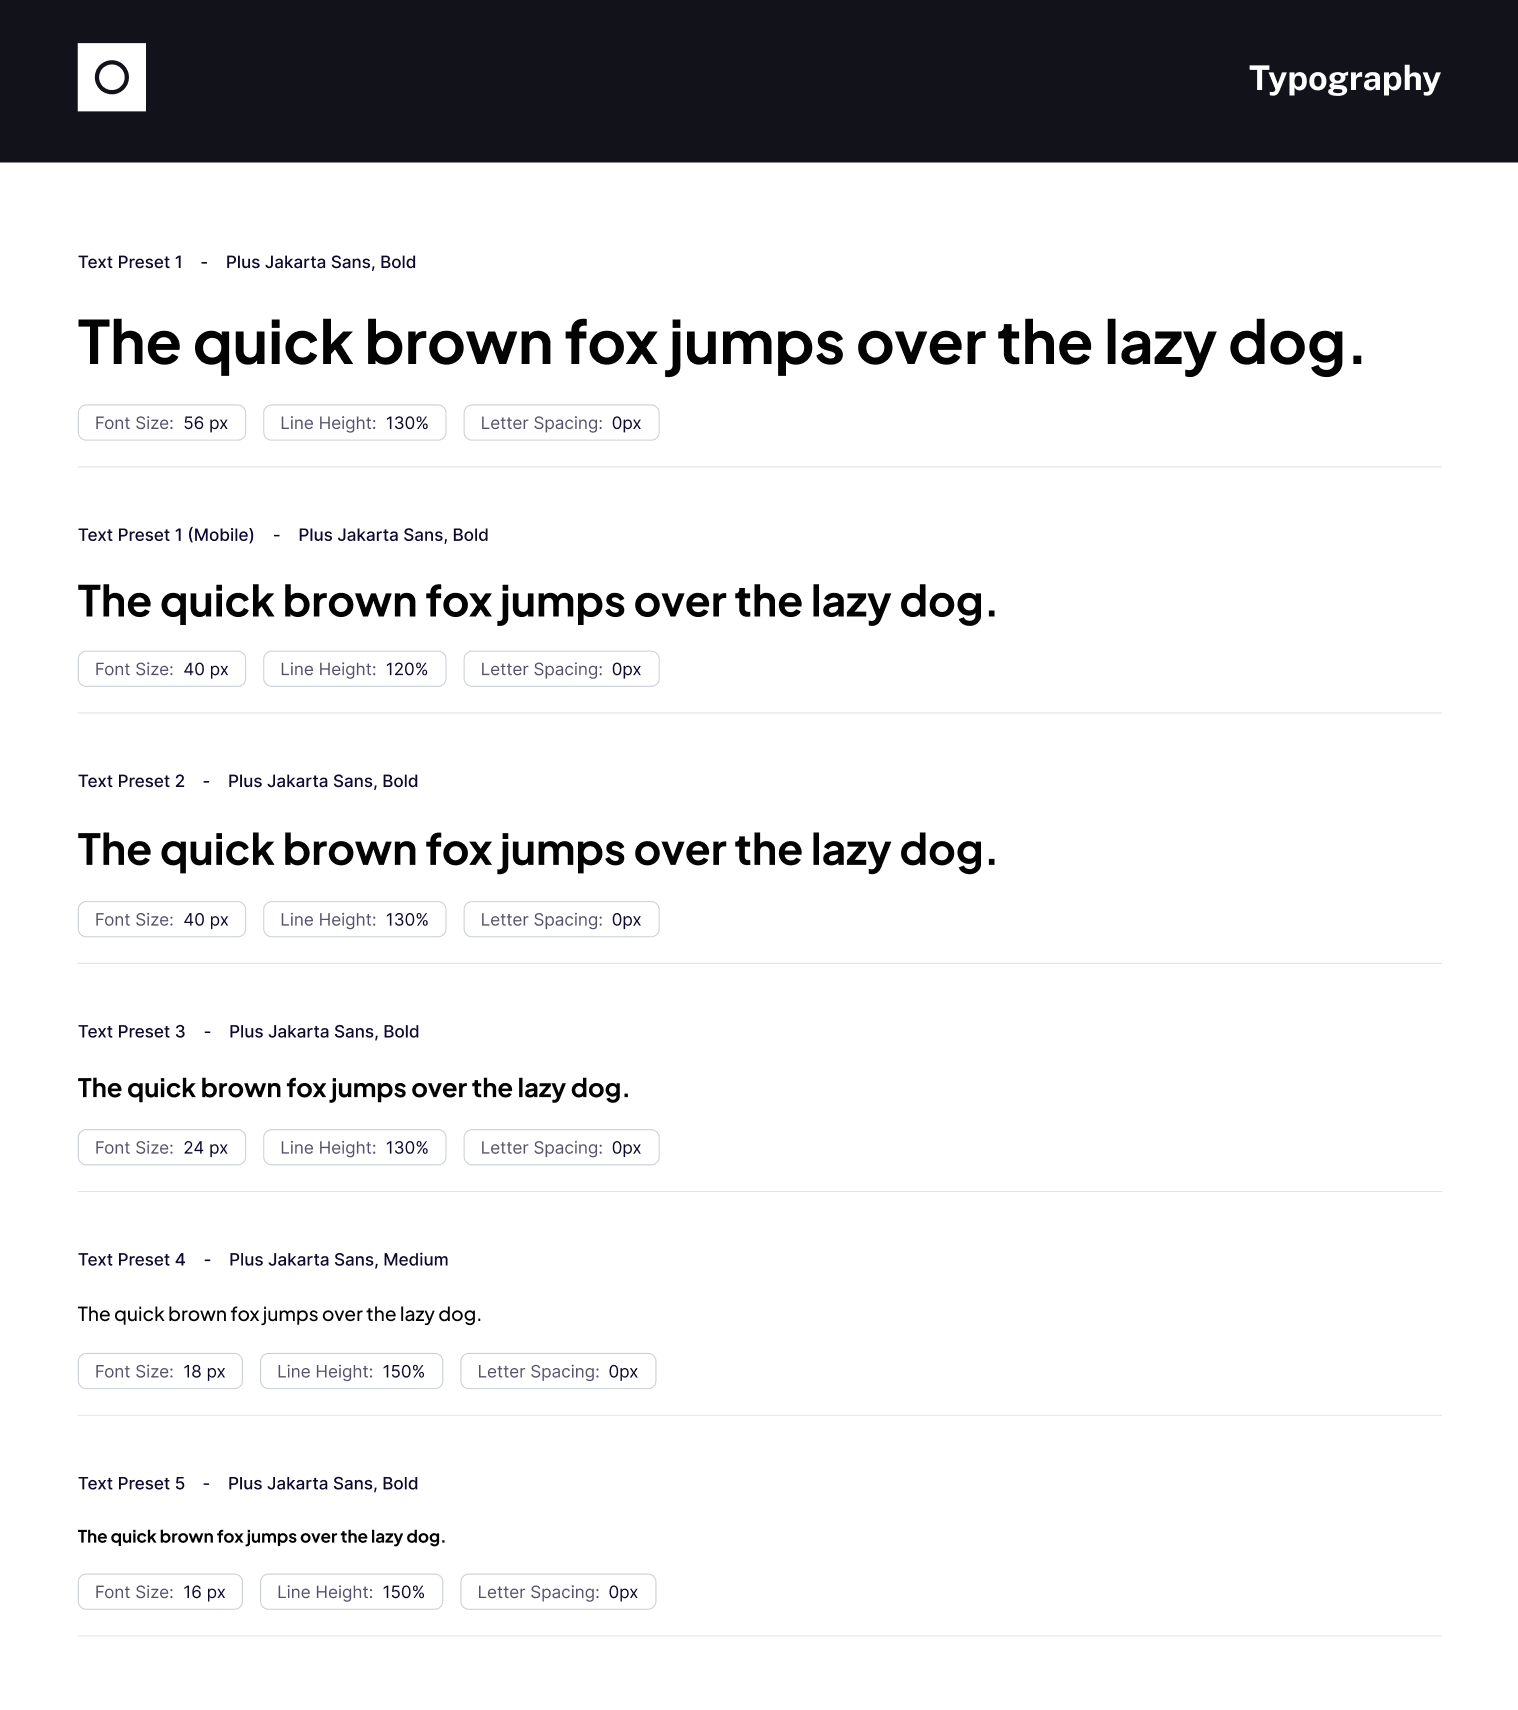 Typography
Text Preset 1 - Plus Jakarta Sans, Bold
The quick brown fox jumps over the lazy dog.
Font Size: 56 px Line Height: 130% Letter Spacing: 0px
Text Preset 1 (Mobile) - Plus Jakarta Sans, Bold
The quick brown fox jumps over the lazy dog.
Font Size: 40 px Line Height: 120% Letter Spacing: 0px
Text Preset 2 - Plus Jakarta Sans, Bold
The quick brown fox jumps over the lazy dog.
Font Size: 40 px Line Height: 130% Letter Spacing: 0px
Text Preset 3 - Plus Jakarta Sans, Bold
The quick brown fox jumps over the lazy dog.
Font Size: 24 px Line Height: 130% Letter Spacing: 0px
Text Preset 4 - Plus Jakarta Sans, Medium
The quick brown fox jumps over the lazy dog.
Font Size: 18 px Line Height: 150% Letter Spacing: 0px
Text Preset 5 - Plus Jakarta Sans, Bold
The quick brown fox jumps over the lazy dog.
Font Size: 16 px Line Height: 150% Letter Spacing: 0px